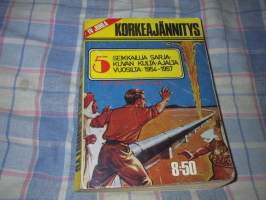 KORKEAJÄNNITYS
5 SEIKKAILUA SARJA-
KUVAN KULTA-AJALTA
VUOSILTA 1954-1957
8-50